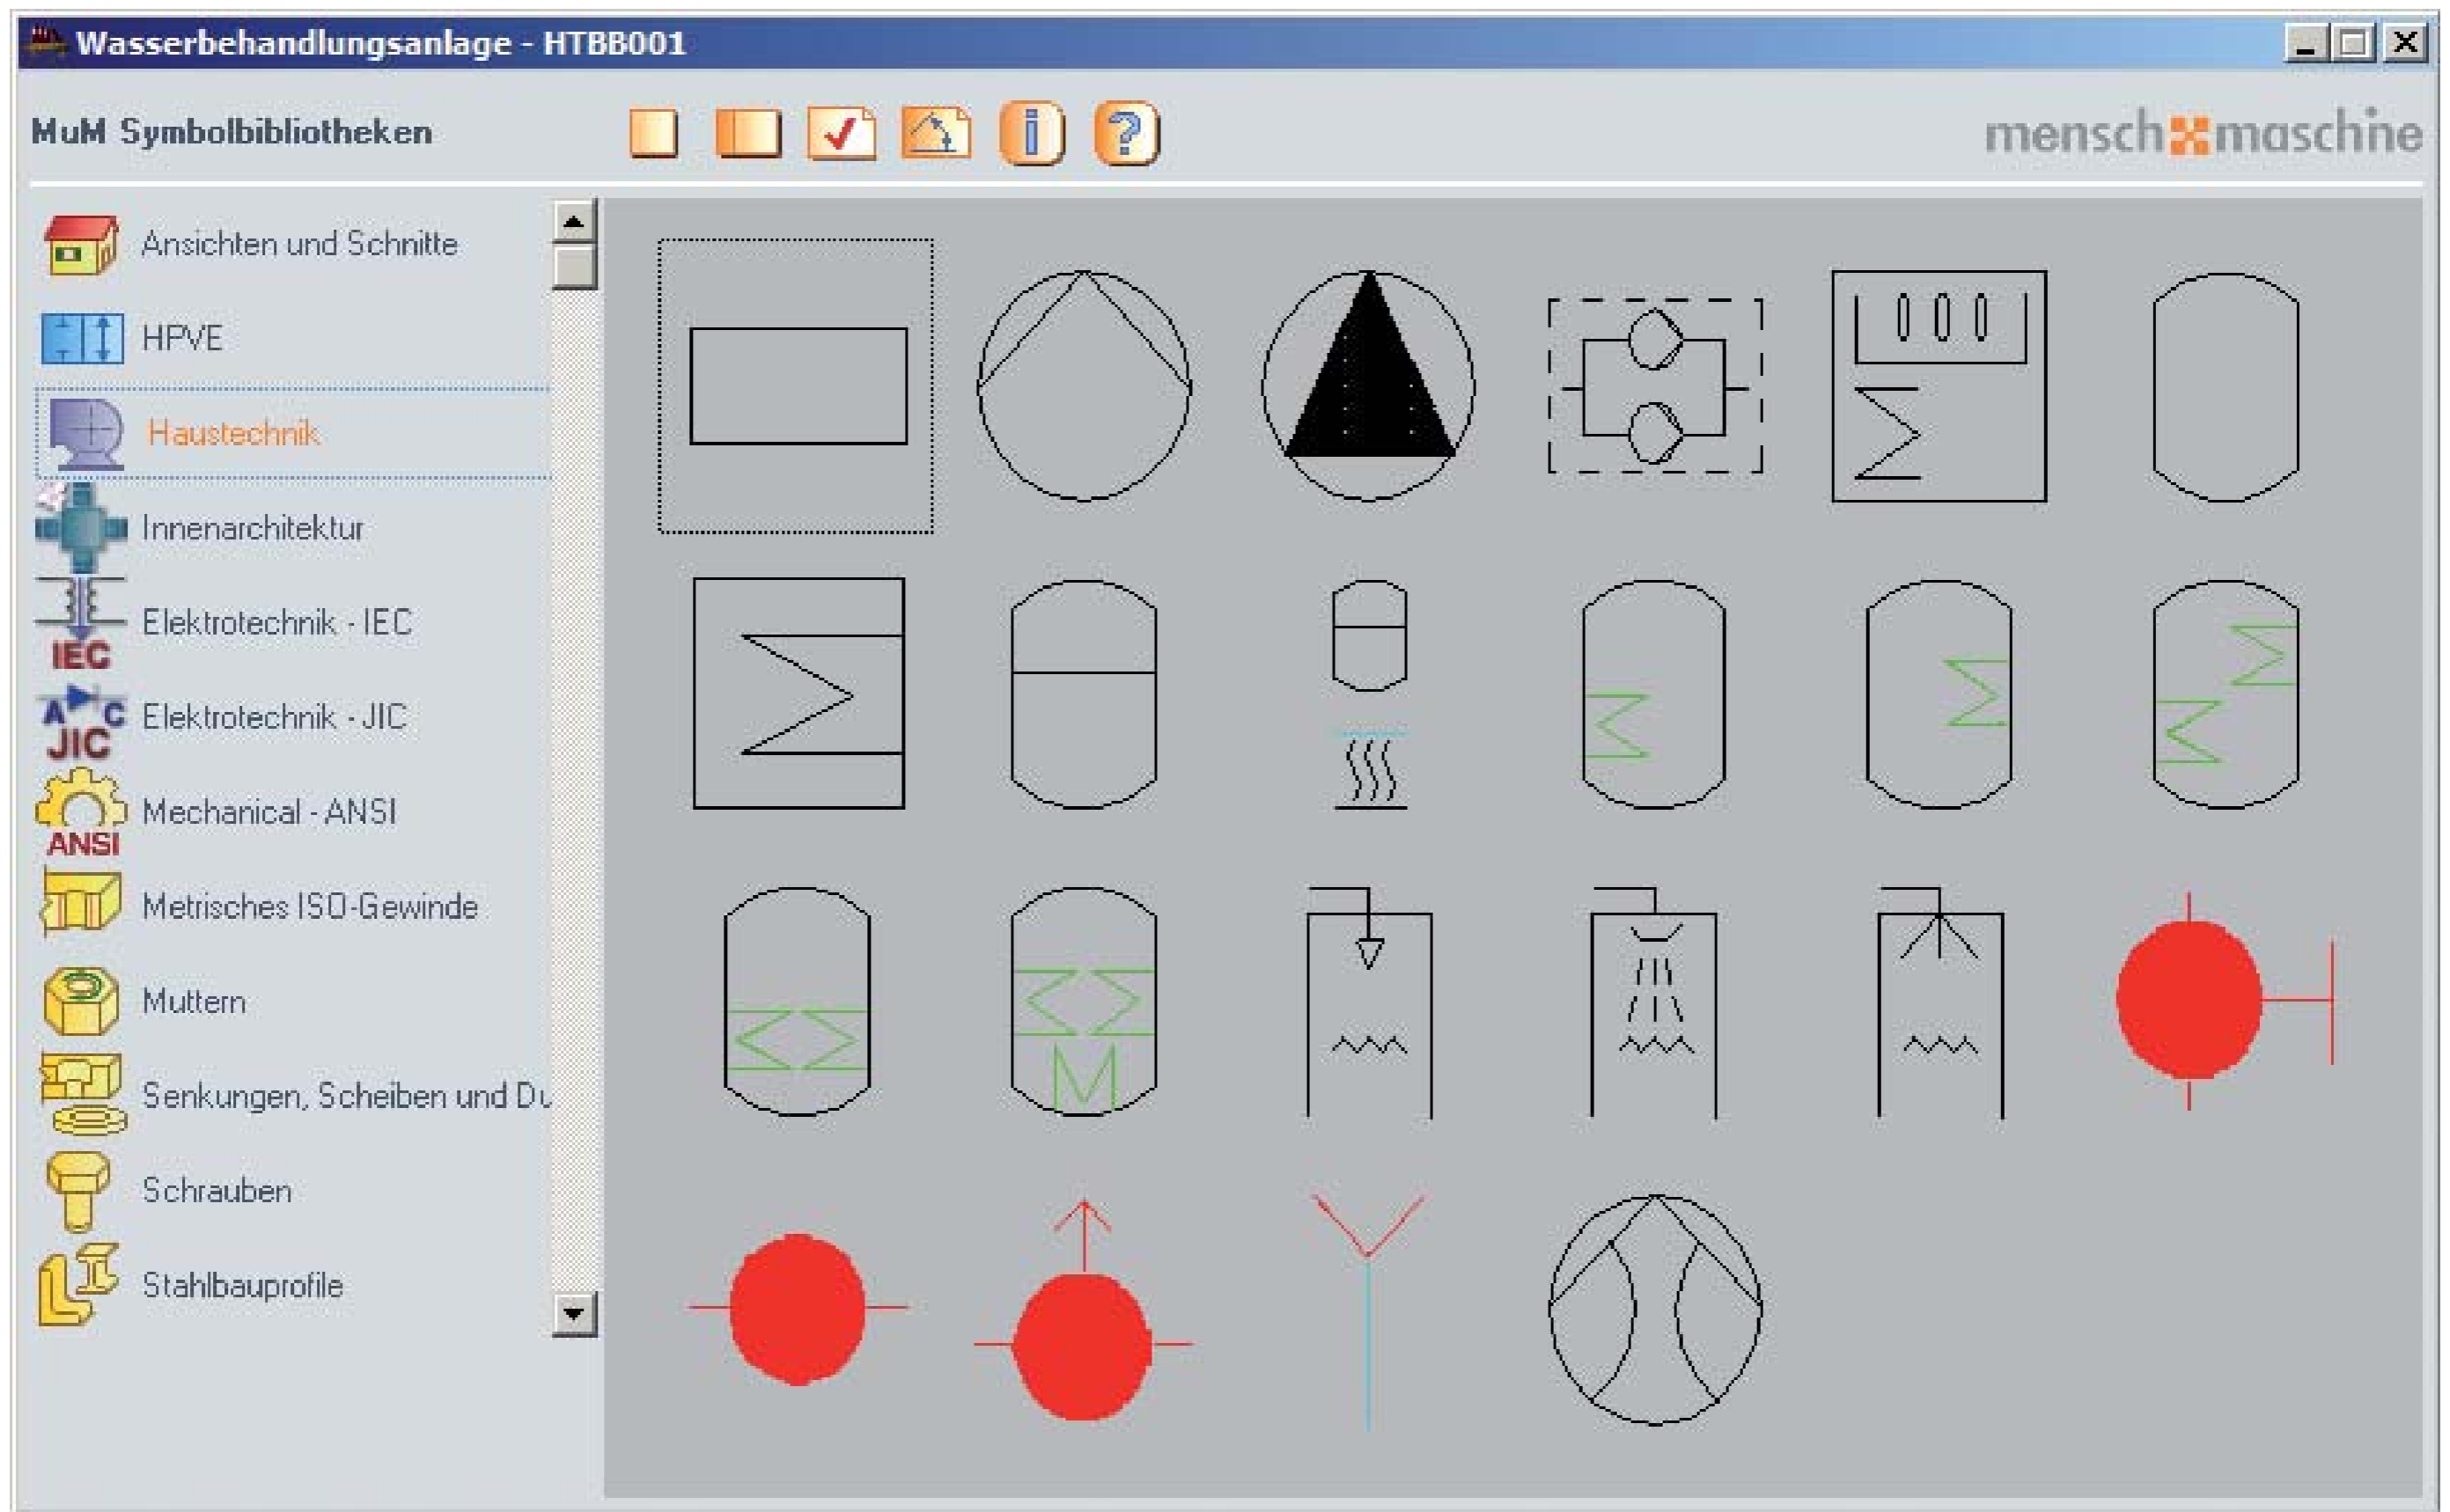 Wasserbehandlungsanlage - HTBB001
MuM Symbolbibliotheken
mensch maschine
Ansichten und Schnitte
HPVE
Haustechnik
Innenarchitektur
IEC
Elektrotechnik - IEC
A C
JIC
Elektrotechnik - JIC
ANSI
Mechanical - ANSI
Metrisches ISO-Gewinde
Muttern
Senkungen, Scheiben und Du
Schrauben
Stahlbauprofile